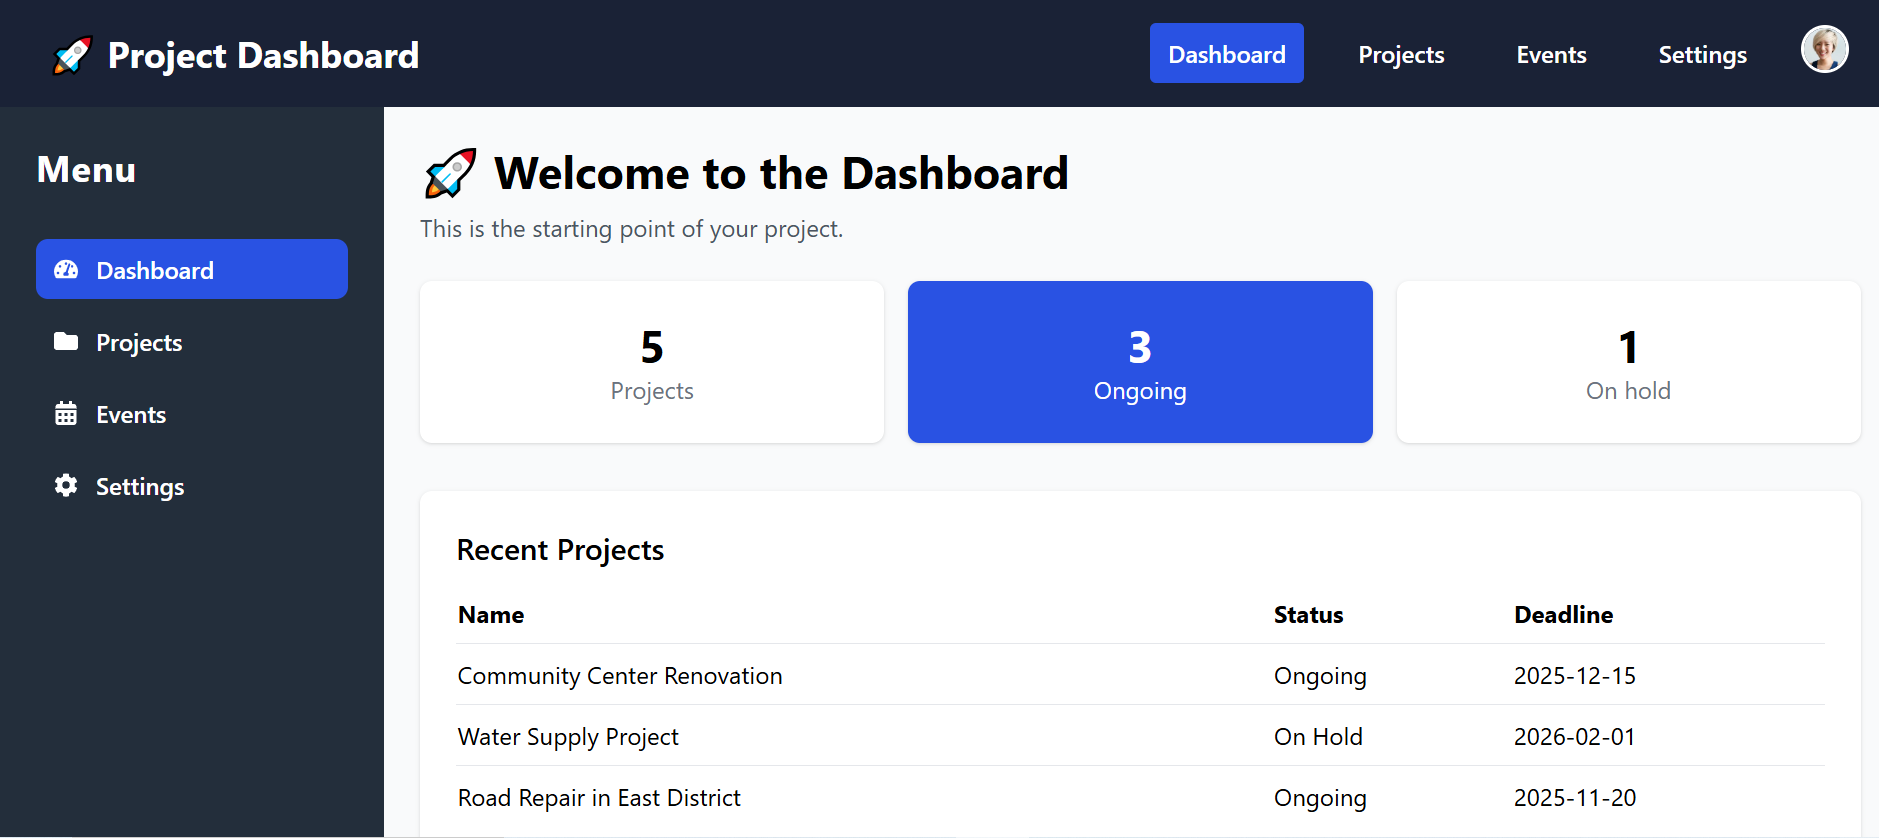 Project Dashboard
Dashboard Projects Events Settings
Menu
Dashboard
Projects
Events
Settings
Welcome to the Dashboard
This is the starting point of your project.
5
Projects
3
Ongoing
1
On hold
Recent Projects
Name Status Deadline
Community Center Renovation Ongoing 2025-12-15
Water Supply Project On Hold 2026-02-01
Road Repair in East District Ongoing 2025-11-20